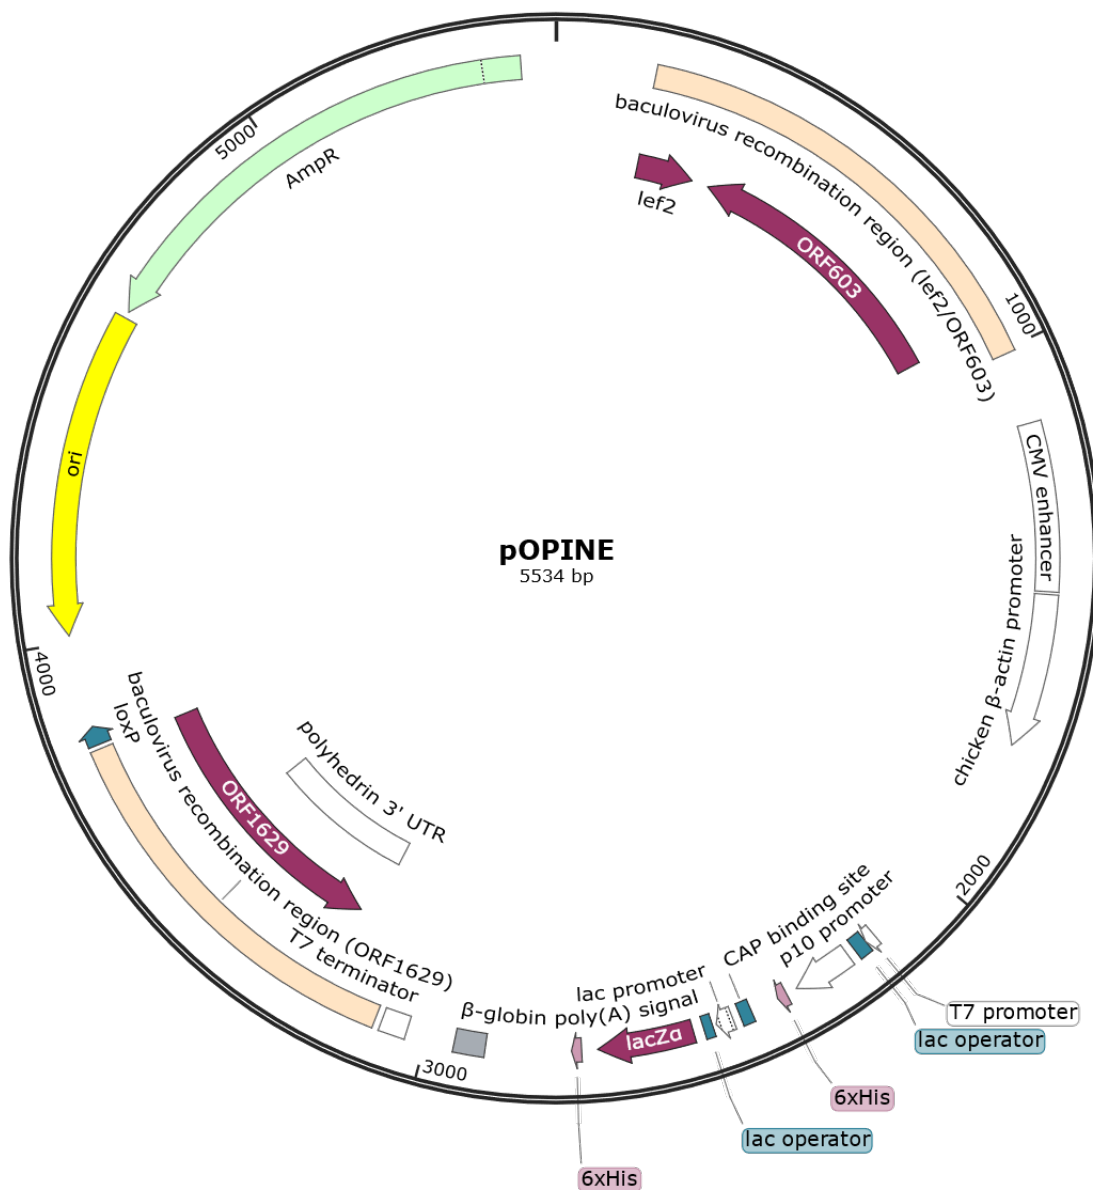 pOPINE
5534 bp
1000
2000
3000
4000
5000
baculovirus recombination region (lef2/ORF603)
lef2
ORF603
CMV enhancer
chicken β-actin promoter
T7 promoter
lac operator
p10 promoter
6xHis
CAP binding site
lac promoter
lac operator
lacZα
6xHis
β-globin poly(A) signal
T7 terminator
baculovirus recombination region (ORF1629)
polyhedrin 3' UTR
ORF1629
loxP
ori
AmpR